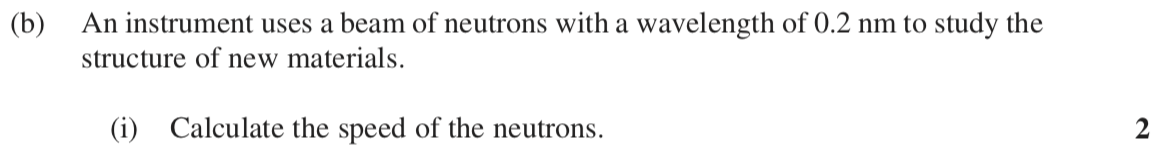 (b) An instrument uses a beam of neutrons with a wavelength of 0.2 nm to study the
structure of new materials.
(i) Calculate the speed of the neutrons. 2